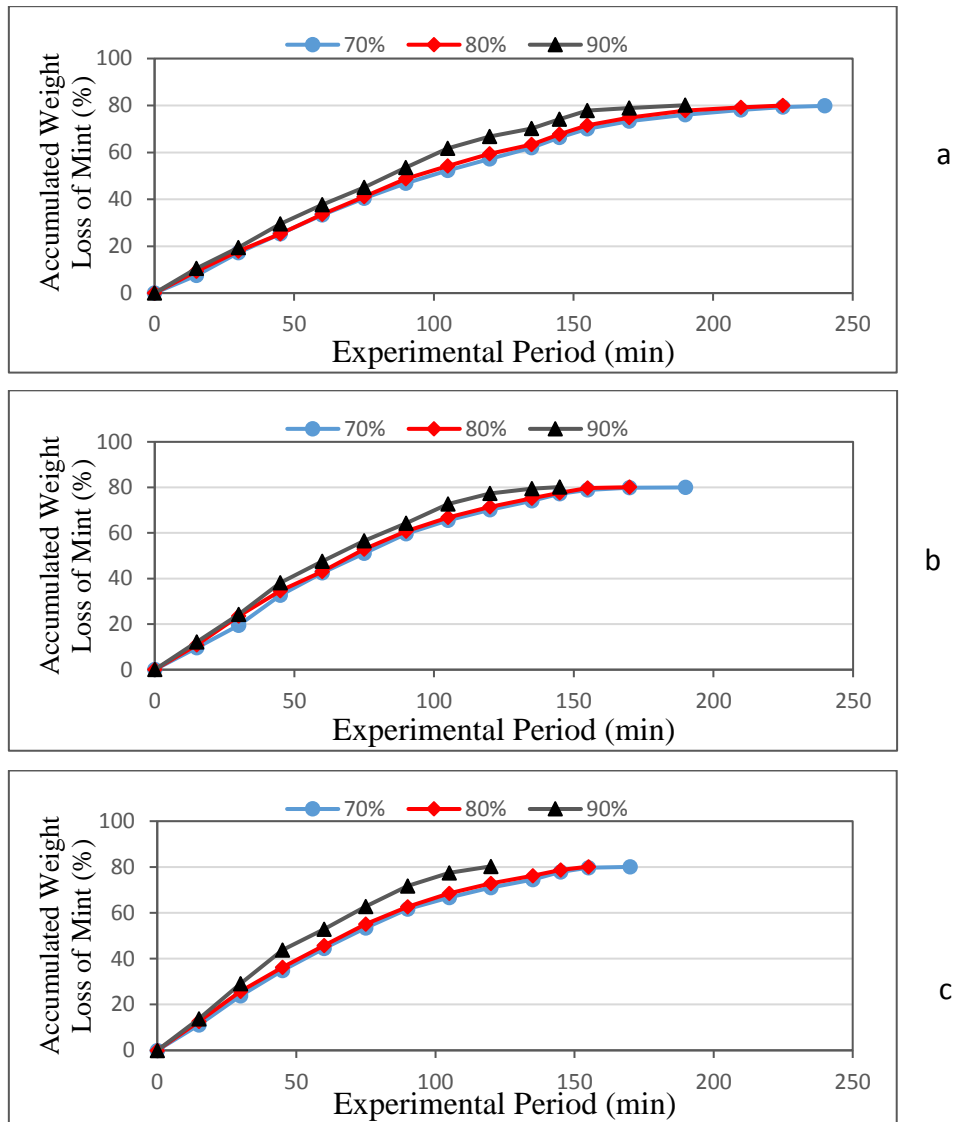 70% 80% 90%
100
80
60
40
20
0
0 50 100 150 200 250
Accumulated Weight
Loss of Mint (%)
Experimental Period (min)
a
70% 80% 90%
100
80
60
40
20
0
0 50 100 150 200 250
Accumulated Weight
Loss of Mint (%)
Experimental Period (min)
b
70% 80% 90%
100
80
60
40
20
0
0 50 100 150 200 250
Accumulated Weight
Loss of Mint (%)
Experimental Period (min)
c